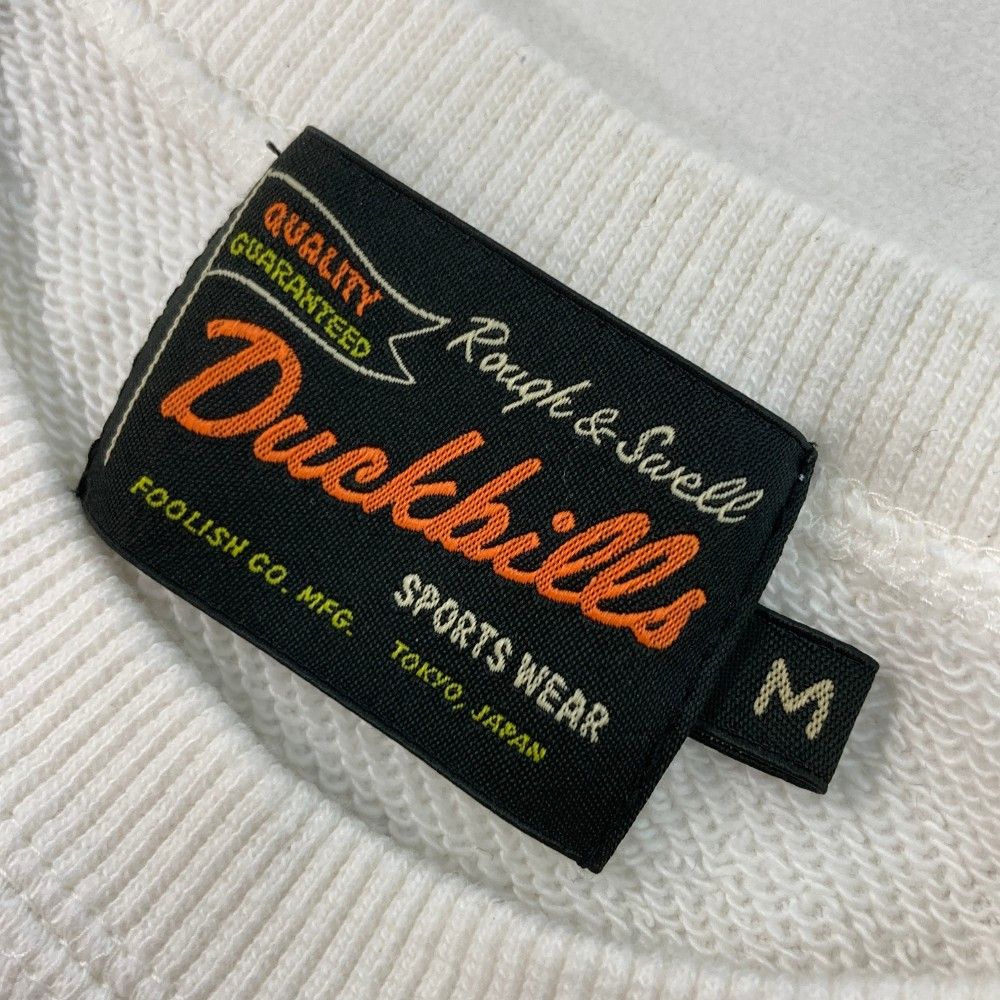 QUALITY
GUARANTEED
Rough & Swell
Duckbills
SPORTS WEAR
FOOLISH CO. MFG. TOKYO, JAPAN
M